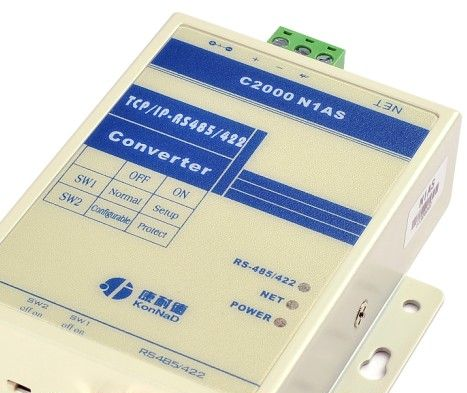 + - 
NET
C2000 N1AS
TCP/IP-RS485/422
Converter
OFF ON
SW1 Normal Setup
SW2 Configurable Protect
RS-485/422
NET
POWER
康耐德
KonNaD
SW2 SW1
off on off on
RS485/422
N1AS